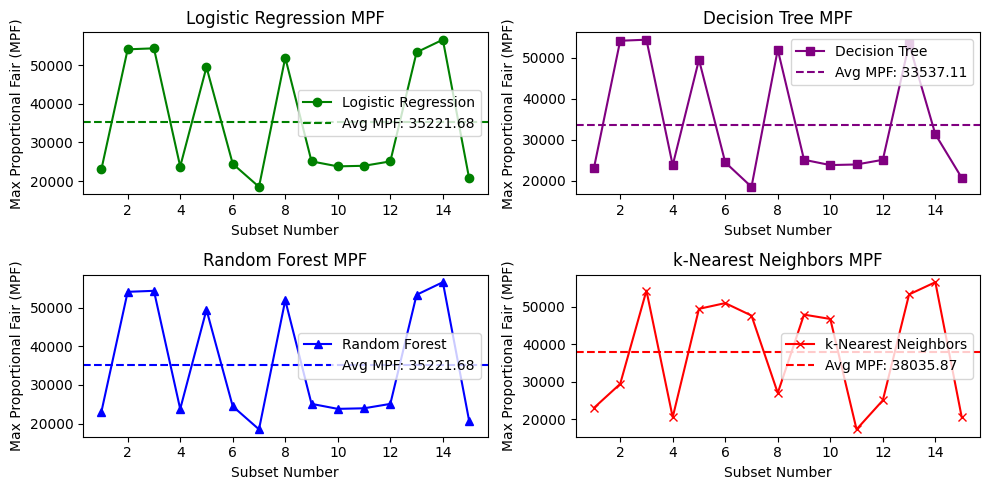 Logistic Regression MPF
Max Proportional Fair (MPF)
50000
40000
30000
20000
Logistic Regression
Avg MPF: 35221.68
2 4 6 8 10 12 14
Subset Number
Decision Tree MPF
Max Proportional Fair (MPF)
50000
40000
30000
20000
Decision Tree
Avg MPF: 33537.11
2 4 6 8 10 12 14
Subset Number
Random Forest MPF
Max Proportional Fair (MPF)
50000
40000
30000
20000
Random Forest
Avg MPF: 35221.68
2 4 6 8 10 12 14
Subset Number
k-Nearest Neighbors MPF
Max Proportional Fair (MPF)
50000
40000
30000
20000
k-Nearest Neighbors
Avg MPF: 38035.87
2 4 6 8 10 12 14
Subset Number